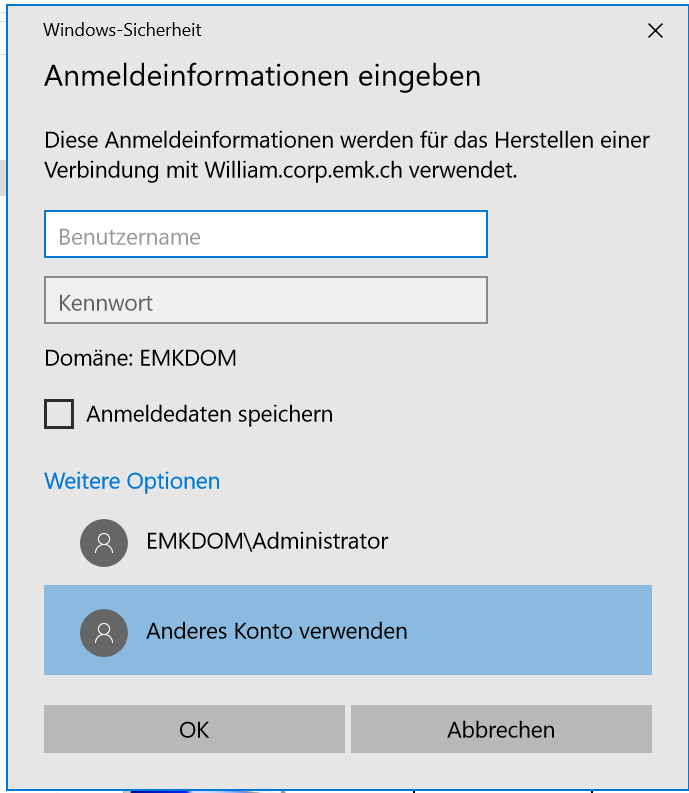 Windows-Sicherheit
Anmeldeinformationen eingeben
Diese Anmeldeinformationen werden für das Herstellen einer
Verbindung mit William.corp.emk.ch verwendet.
Benutzername
Kennwort
Domäne: EMKDOM
Anmeldedaten speichern
Weitere Optionen
EMKDOM\Administrator
Anderes Konto verwenden
OK
Abbrechen